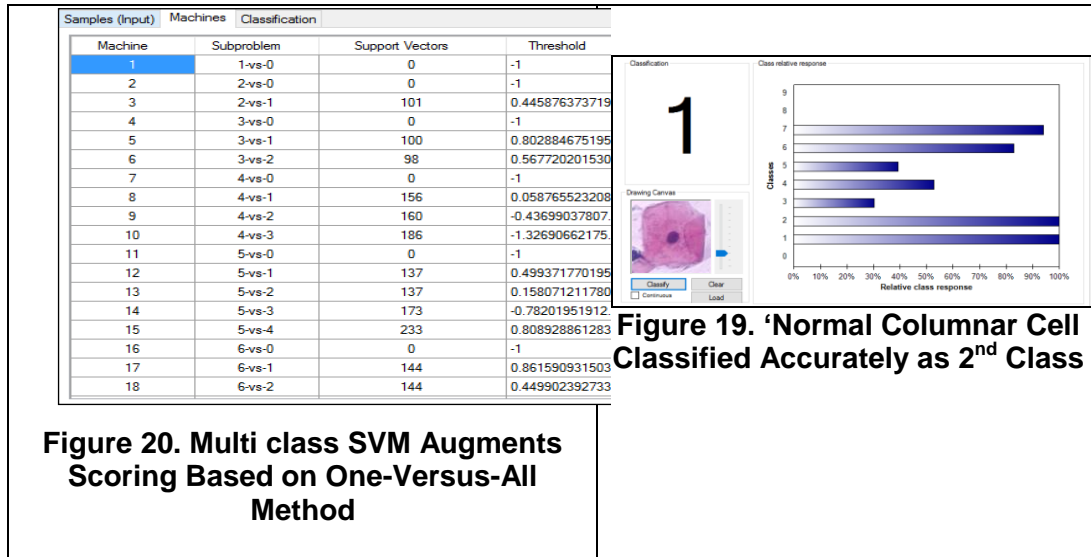 Samples (Input) Machines Classification
Machine Subproblem Support Vectors Threshold
1 1-vs-0 0 -1
2 2-vs-0 0 -1
3 2-vs-1 101 0.445876373719
4 3-vs-0 0 -1
5 3-vs-1 100 0.802884675195
6 3-vs-2 98 0.567720201530
7 4-vs-0 0 -1
8 4-vs-1 156 0.058765523208
9 4-vs-2 160 -0.43699037807.
10 4-vs-3 186 -1.32690662175.
11 5-vs-0 0 -1
12 5-vs-1 137 0.499371770195
13 5-vs-2 137 0.158071211780
14 5-vs-3 173 -0.78201951912.
15 5-vs-4 233 0.808928861283
16 6-vs-0 0 -1
17 6-vs-1 144 0.861590931503
18 6-vs-2 144 0.449902392733
Figure 20. Multi class SVM Augments
Scoring Based on One-Versus-All
Method
Classification
1
Drawing Canvas
Classify Clear
Continuous Load
Class relative response
Classes
9
8
7
6
5
4
3
2
1
0
0% 10% 20% 30% 40% 50% 60% 70% 80% 90% 100%
Relative class response
Figure 19. ‘Normal Columnar Cell
Classified Accurately as 2nd Class